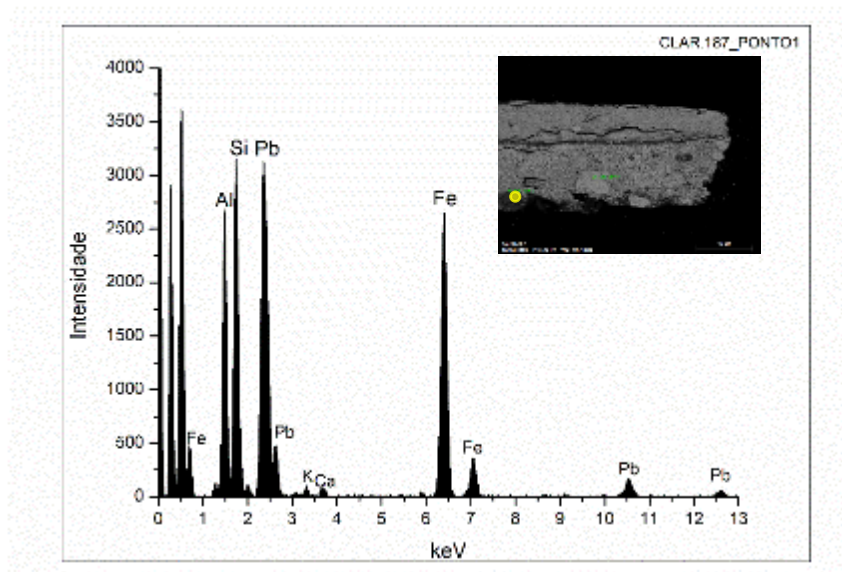 CLAR.187_PONTO1
4000
3500
3000
2500
2000
1500
1000
500
0
Intensidade
Si Pb
Al
Fe
Fe
Pb
K
Ca
Fe
Pb
Pb
0 1 2 3 4 5 6 7 8 9 10 11 12 13
keV